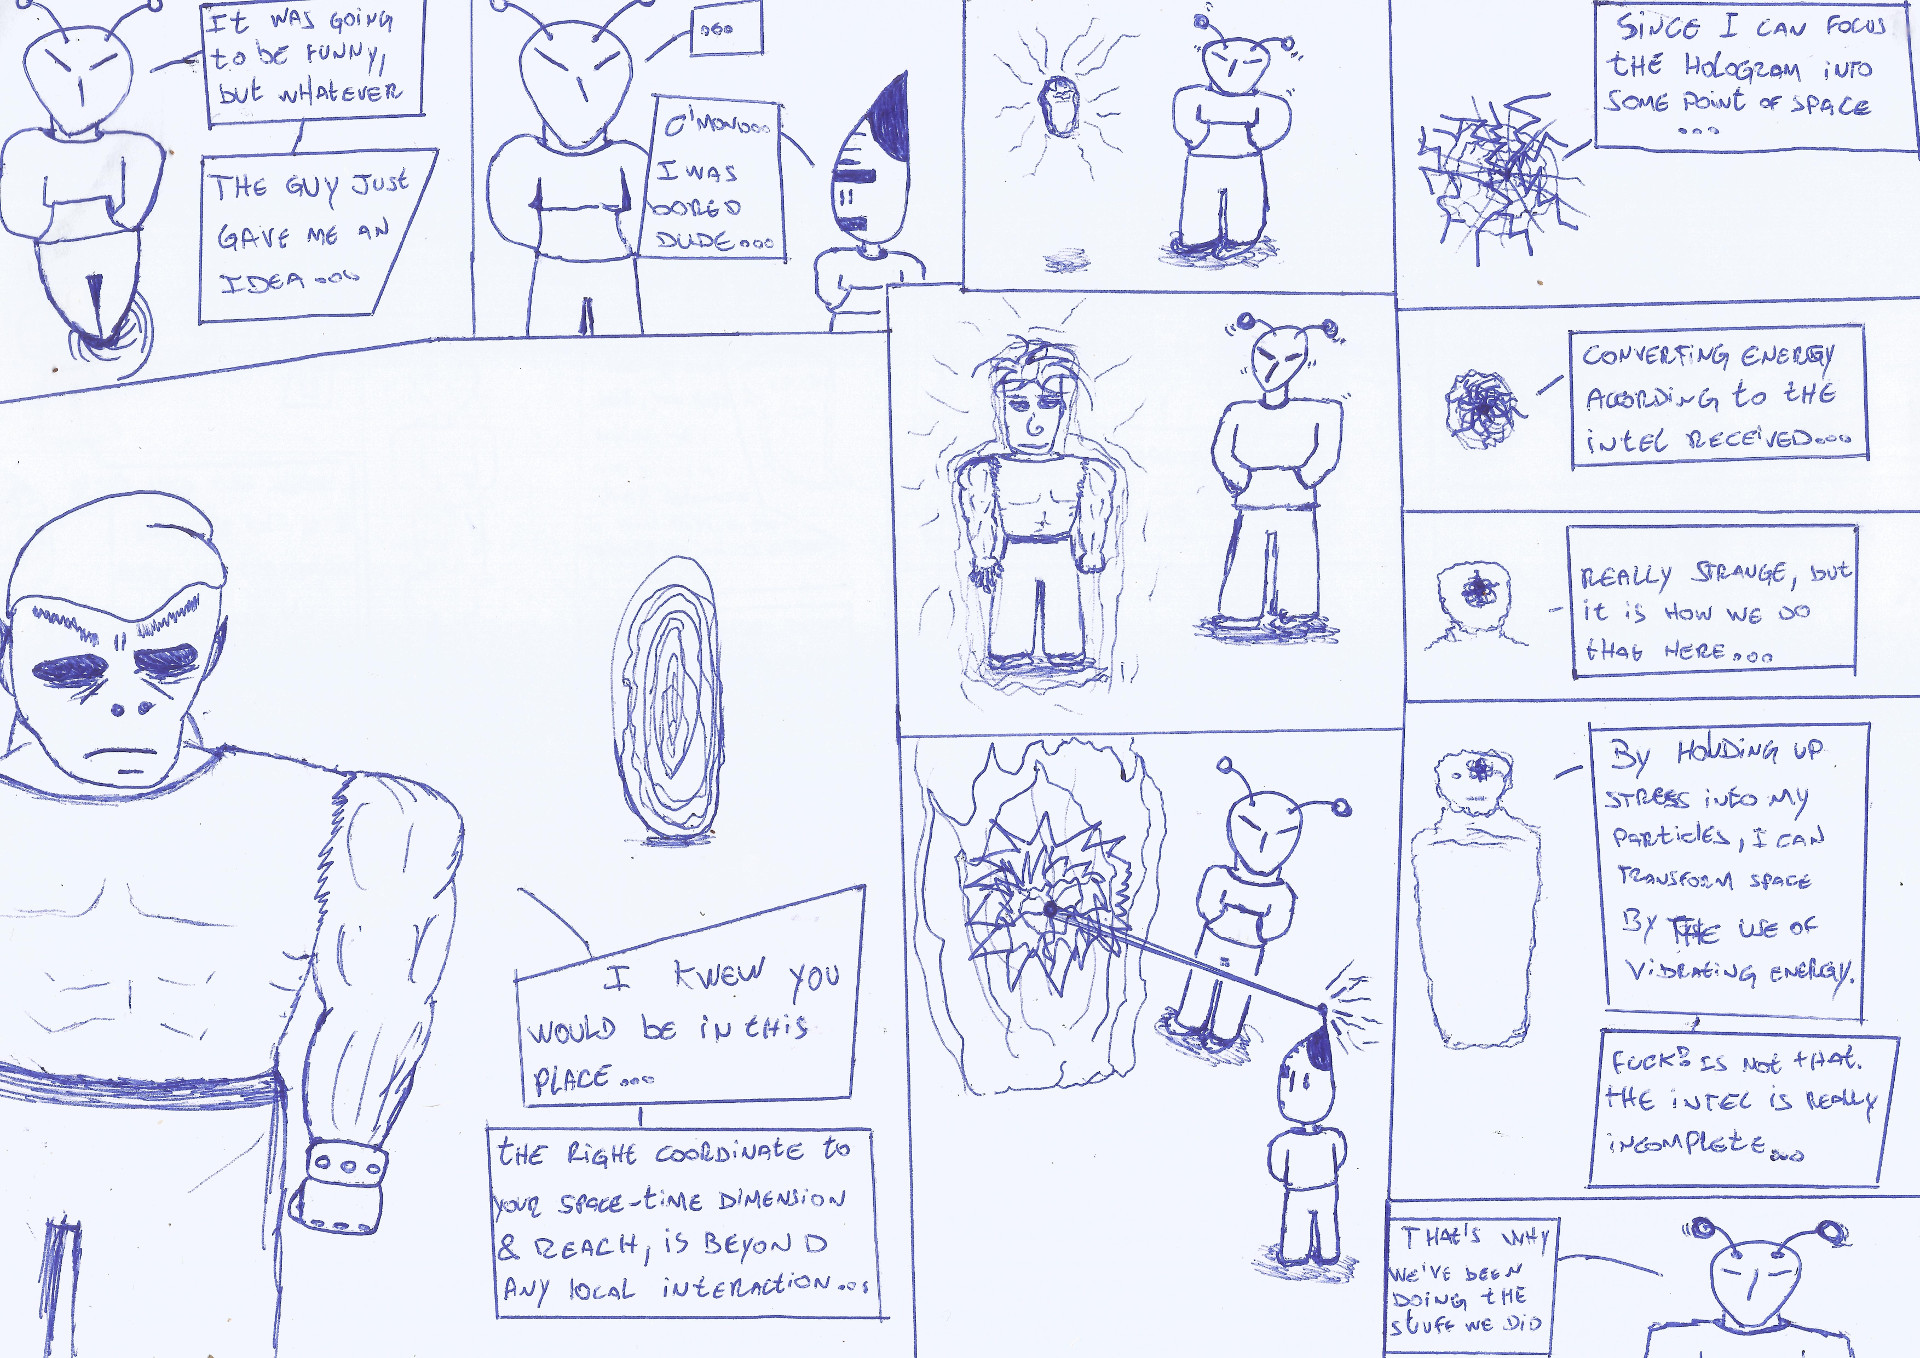 It WAS GOING
to bE FUNNY,
but WHATEVER
THE GUY JUST
GAVE ME AN
IDEA...
...
C'MON...
I WAS
BORED
DUDE...
SINCE I CAN FOCUS
THE HOLOGRAM INTO
SOME POINT OF SPACE
...
CONVERTING ENERGY
ACCORDING to tHE
INtEL RECEIVED...
REALLY STRANGE, but
it is HOW WE DO
tHAt HERE...
By HOLDING UP
STRESS INtO MY
PARticlES, I CAN
TRANSFORM SPACE
By THE USE OF
VIBRAtiNG ENERGY.
FUCK? IS NOt tHAt.
tHE INTEL IS REALLY
INCOMPLEtE...
I KNEW YOU
WOULD bE IN tHIS
PLACE...
tHE RIGHt COORDINATE to
YOUR SPACE-tIME DIMENSION
& REACH, iS BEYOND
ANY lOCAL INtERACTION...
THAT'S WHY
WE'VE BEEN
DOING tHE
StUFF WE DID